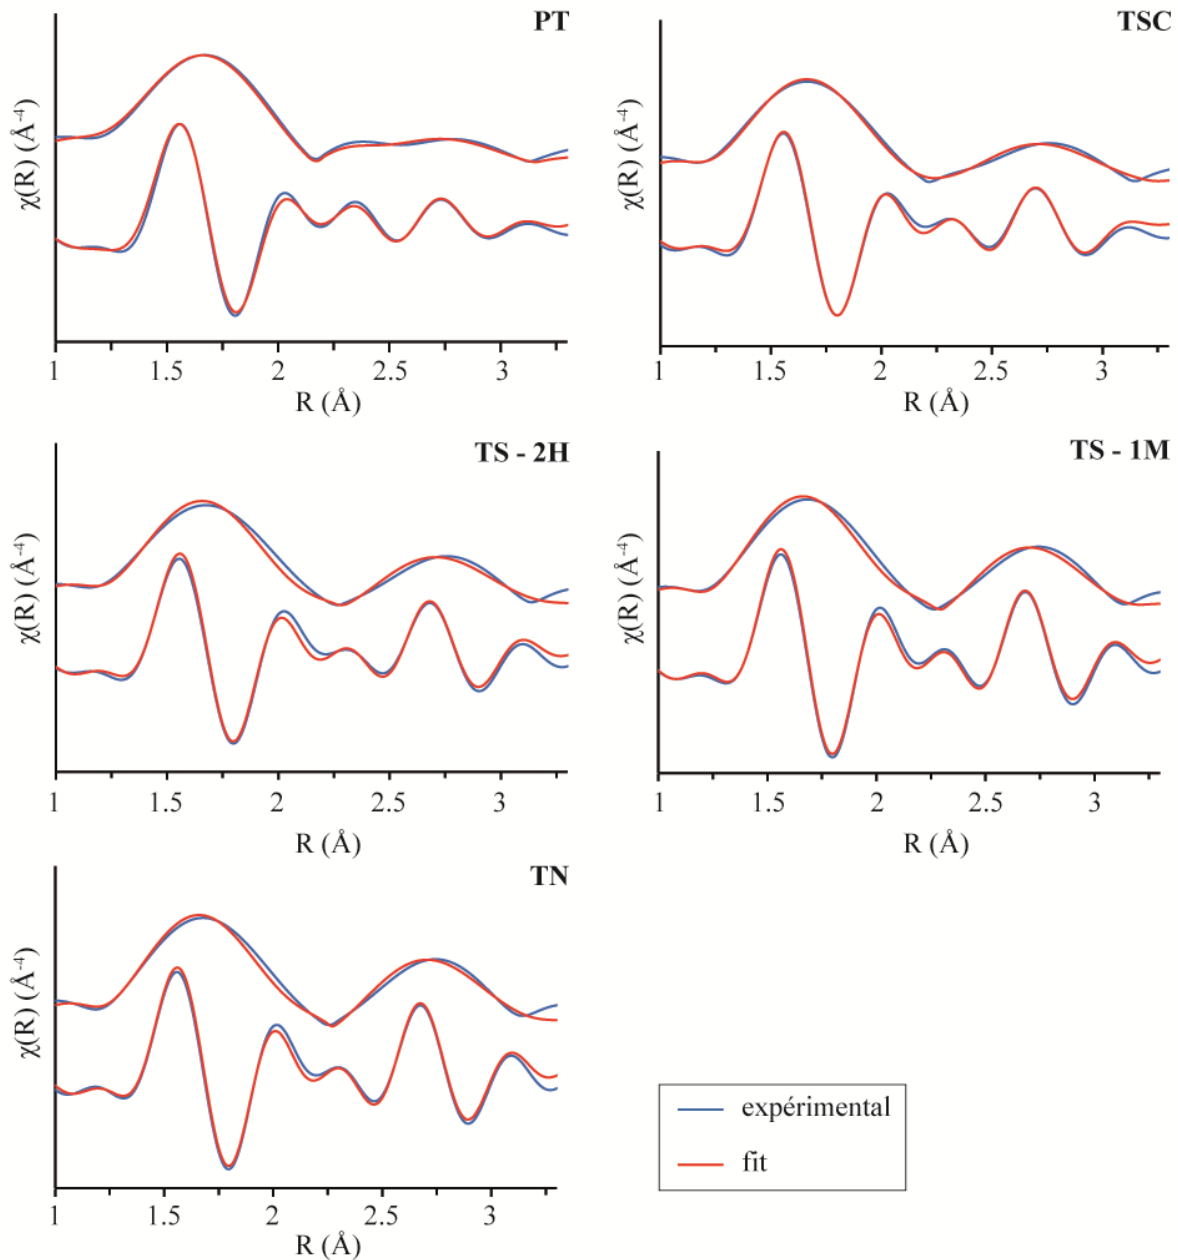 PT
χ(R) (Å⁻⁴)
1 1.5 2 2.5 3
R (Å)
TSC
χ(R) (Å⁻⁴)
1 1.5 2 2.5 3
R (Å)
TS - 2H
χ(R) (Å⁻⁴)
1 1.5 2 2.5 3
R (Å)
TS - 1M
χ(R) (Å⁻⁴)
1 1.5 2 2.5 3
R (Å)
TN
χ(R) (Å⁻⁴)
1 1.5 2 2.5 3
R (Å)
expérimental
fit